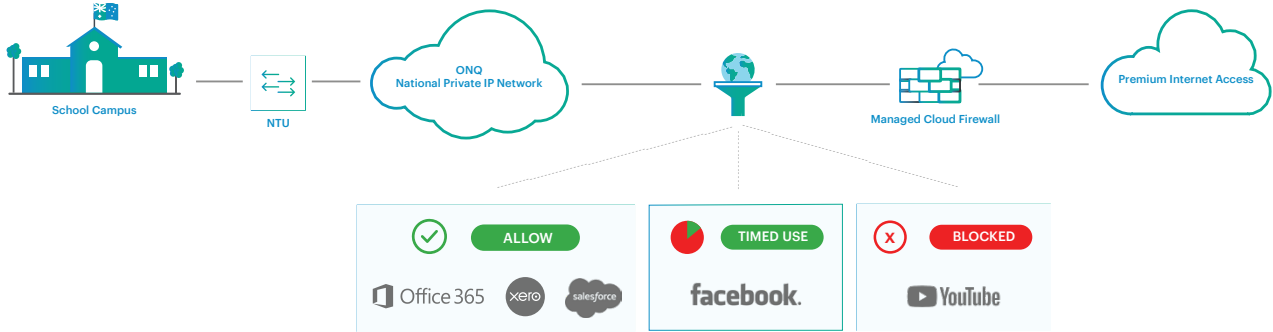 School Campus
NTU
ONQ
National Private IP Network
Managed Cloud Firewall
Premium Internet Access
ALLOW
Office 365
xero
salesforce
TIMED USE
facebook.
X
BLOCKED
YouTube